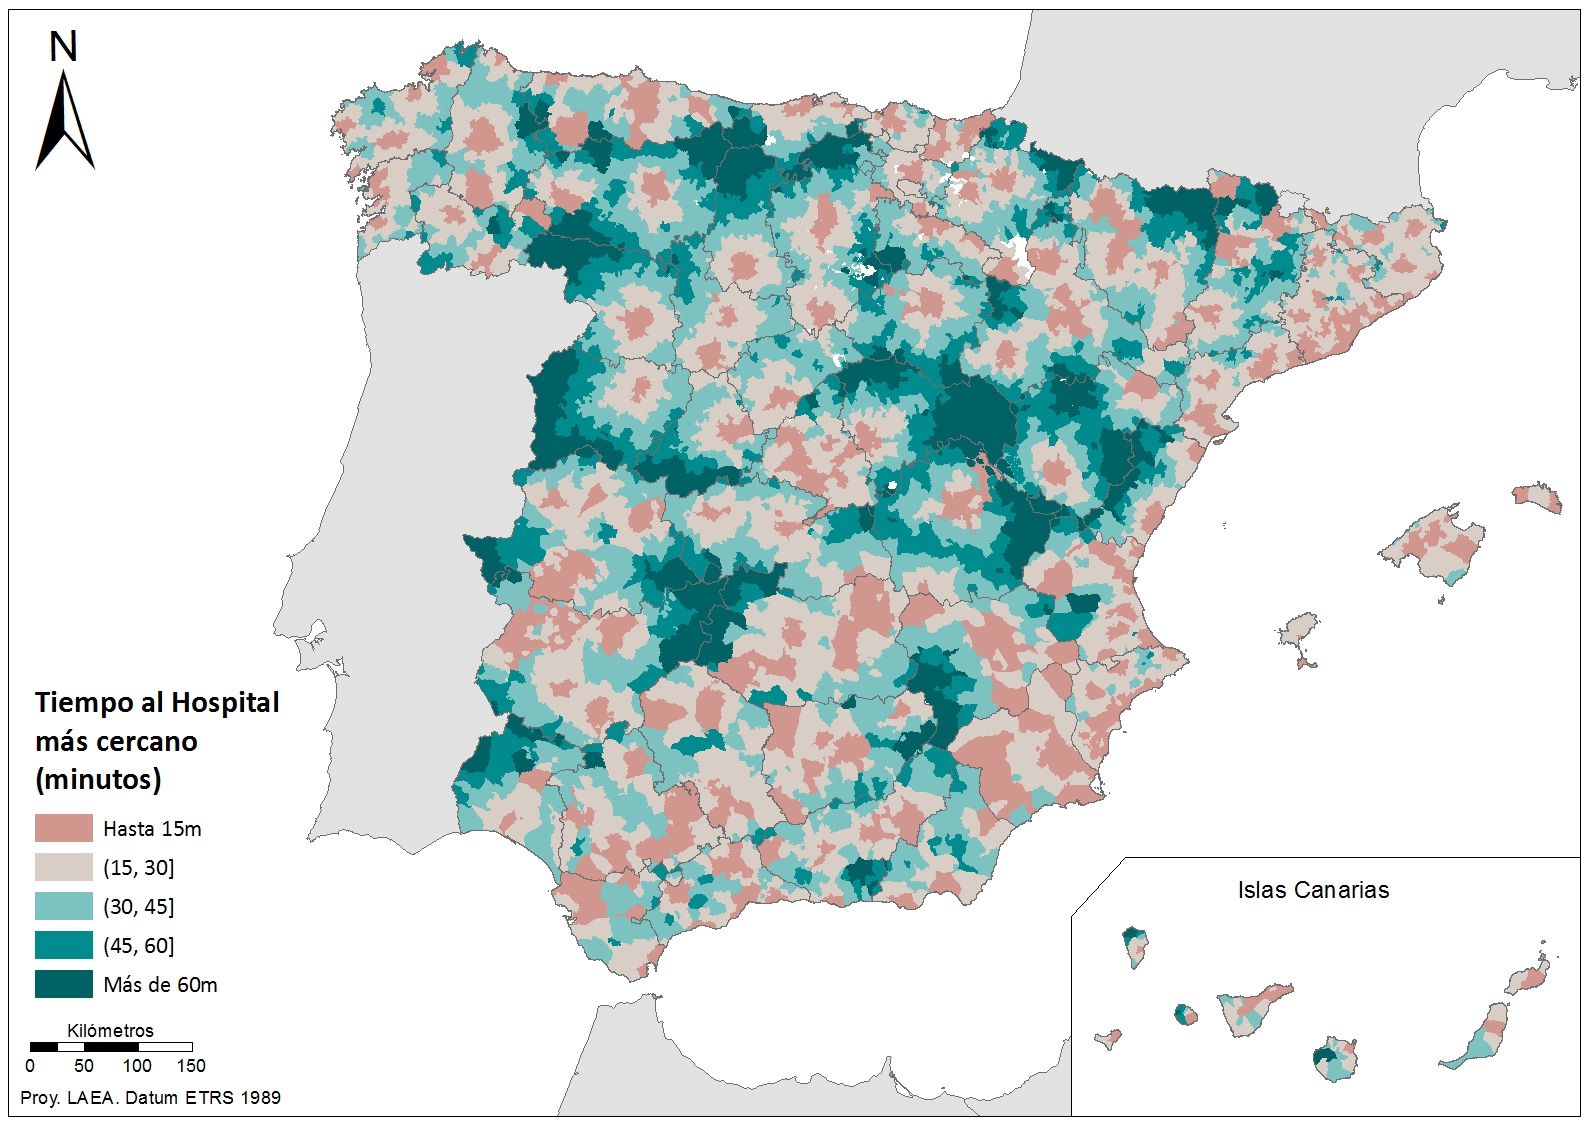 N
Tiempo al Hospital
más cercano
(minutos)
Hasta 15m
(15, 30]
(30, 45]
(45, 60]
Más de 60m
Kilómetros
0 50 100 150
Proy. LAEA. Datum ETRS 1989
Islas Canarias